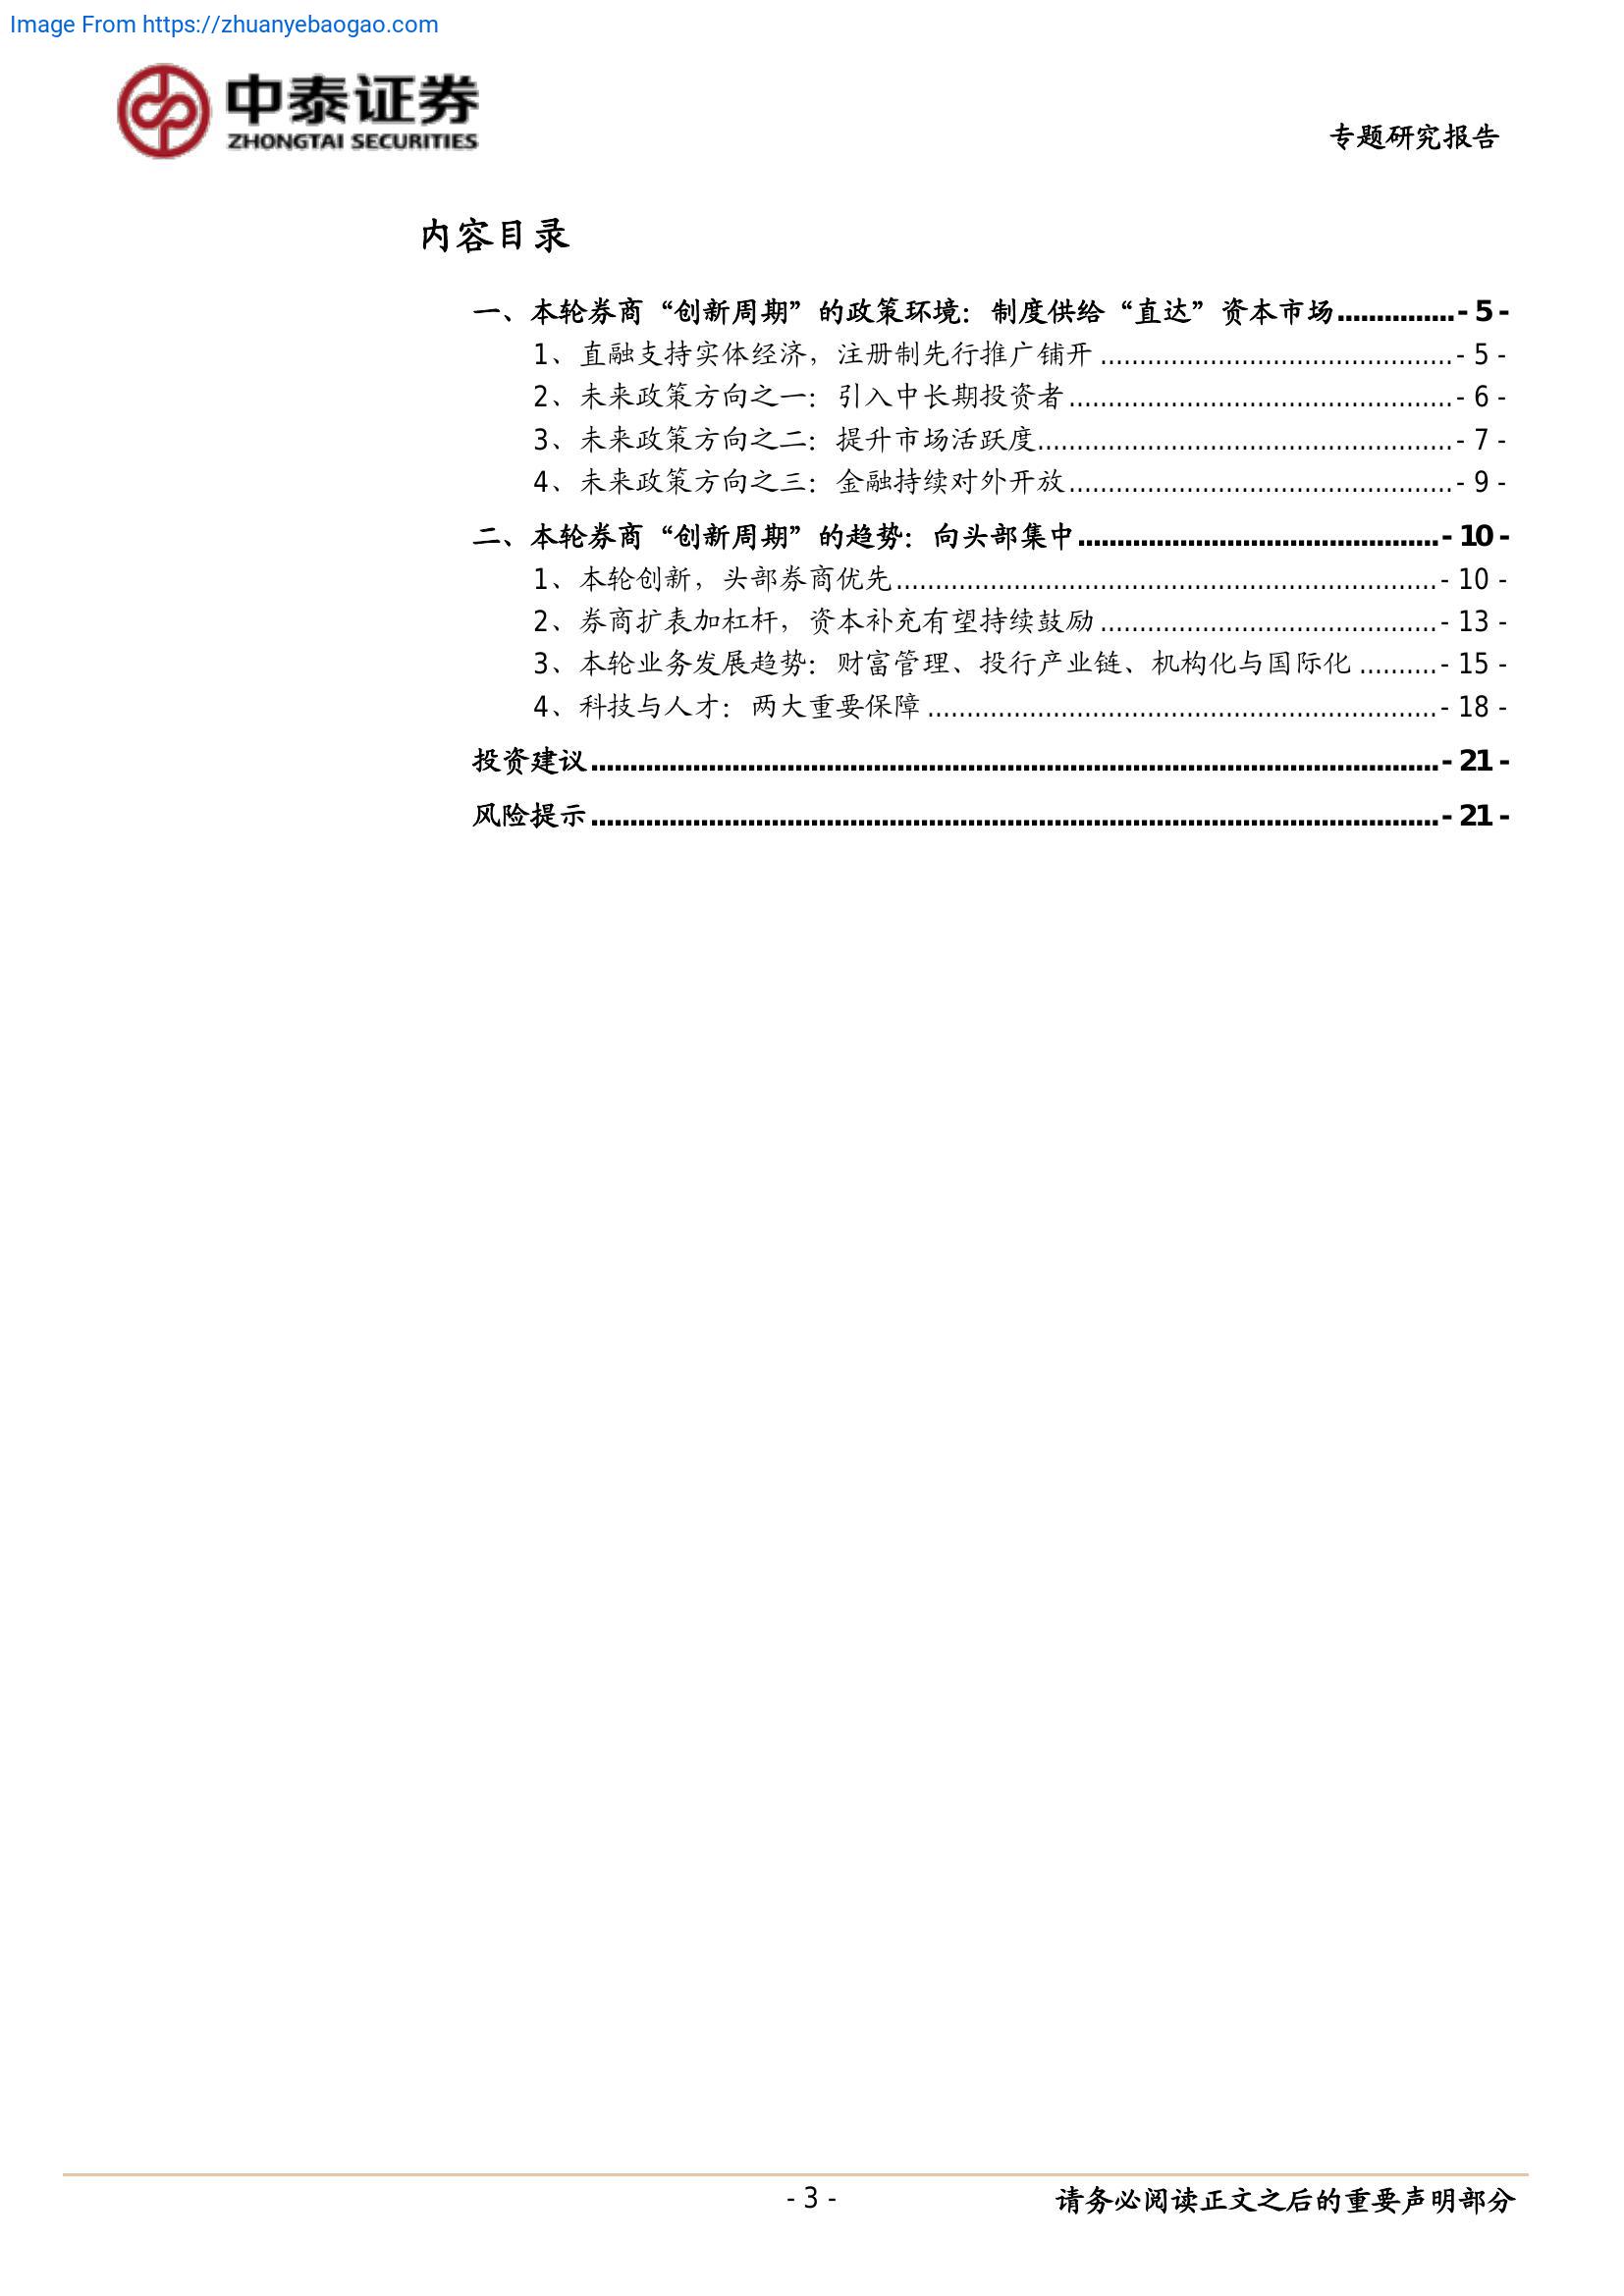 Image From https://zhuanyebaogao.com
中泰证券
ZHONGTAI SECURITIES
专题研究报告
内容目录
一、本轮券商“创新周期”的政策环境：制度供给“直达”资本市场...............- 5 -
1、直融支持实体经济，注册制先行推广铺开.............................................- 5 -
2、未来政策方向之一：引入中长期投资者.................................................- 6 -
3、未来政策方向之二：提升市场活跃度.....................................................- 7 -
4、未来政策方向之三：金融持续对外开放.................................................- 9 -
二、本轮券商“创新周期”的趋势：向头部集中..............................................- 10 -
1、本轮创新，头部券商优先.....................................................................- 10 -
2、券商扩表加杠杆，资本补充有望持续鼓励...........................................- 13 -
3、本轮业务发展趋势：财富管理、投行产业链、机构化与国际化..........- 15 -
4、科技与人才：两大重要保障.................................................................- 18 -
投资建议............................................................................................................- 21 -
风险提示............................................................................................................- 21 -
- 3 -
请务必阅读正文之后的重要声明部分